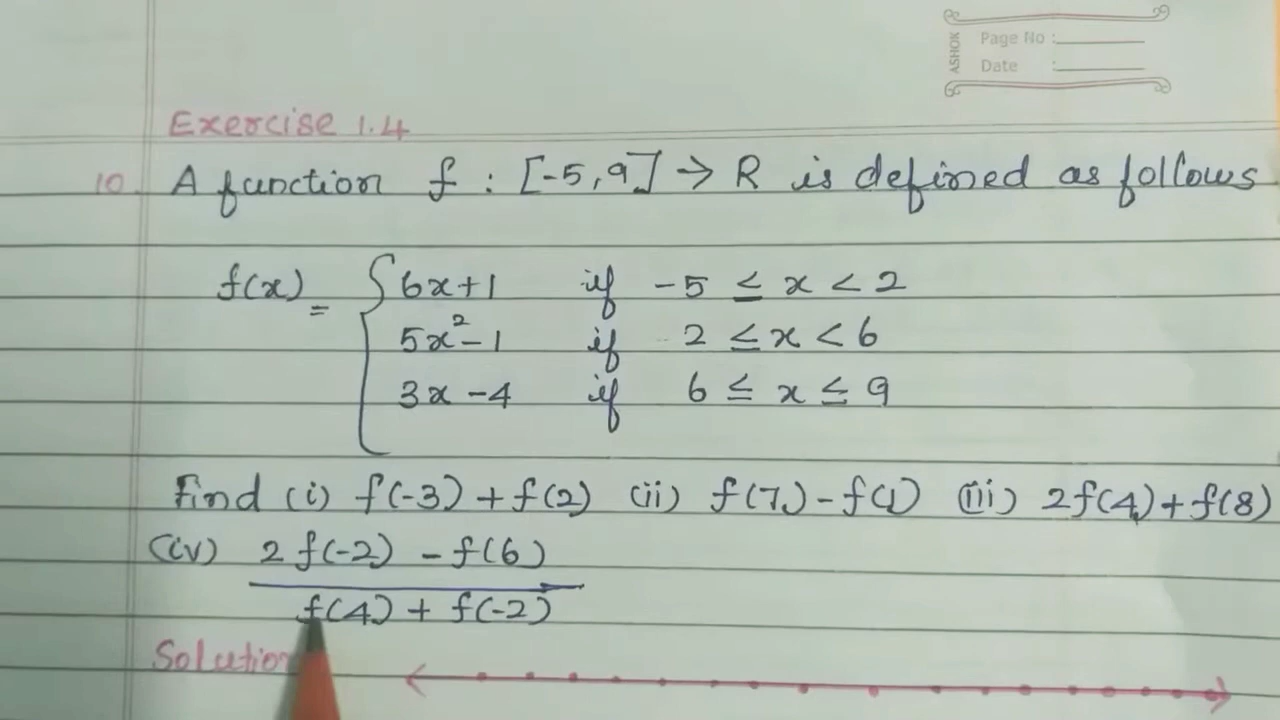 ASHOK
Page No :
Date :
Exercise 1.4
10. A function f : [-5,9] → R is defined as follows
f(x) = { 6x+1 if -5 ≤ x < 2
5x²-1 if 2 ≤ x < 6
3x-4 if 6 ≤ x ≤ 9
Find (i) f(-3) + f(2) (ii) f(7) - f(1) (iii) 2f(4) + f(8)
(iv) 2 f(-2) - f(6)
f(4) + f(-2)
Solution